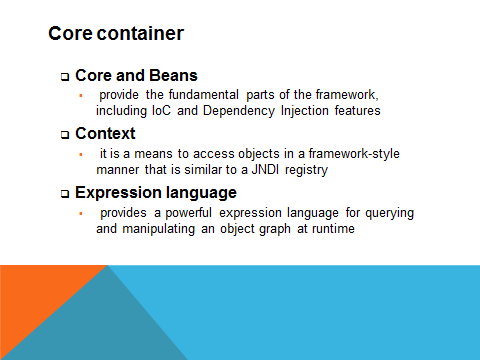 Core container
Core and Beans
provide the fundamental parts of the framework,
including IoC and Dependency Injection features
Context
it is a means to access objects in a framework-style
manner that is similar to a JNDI registry
Expression language
provides a powerful expression language for querying
and manipulating an object graph at runtime